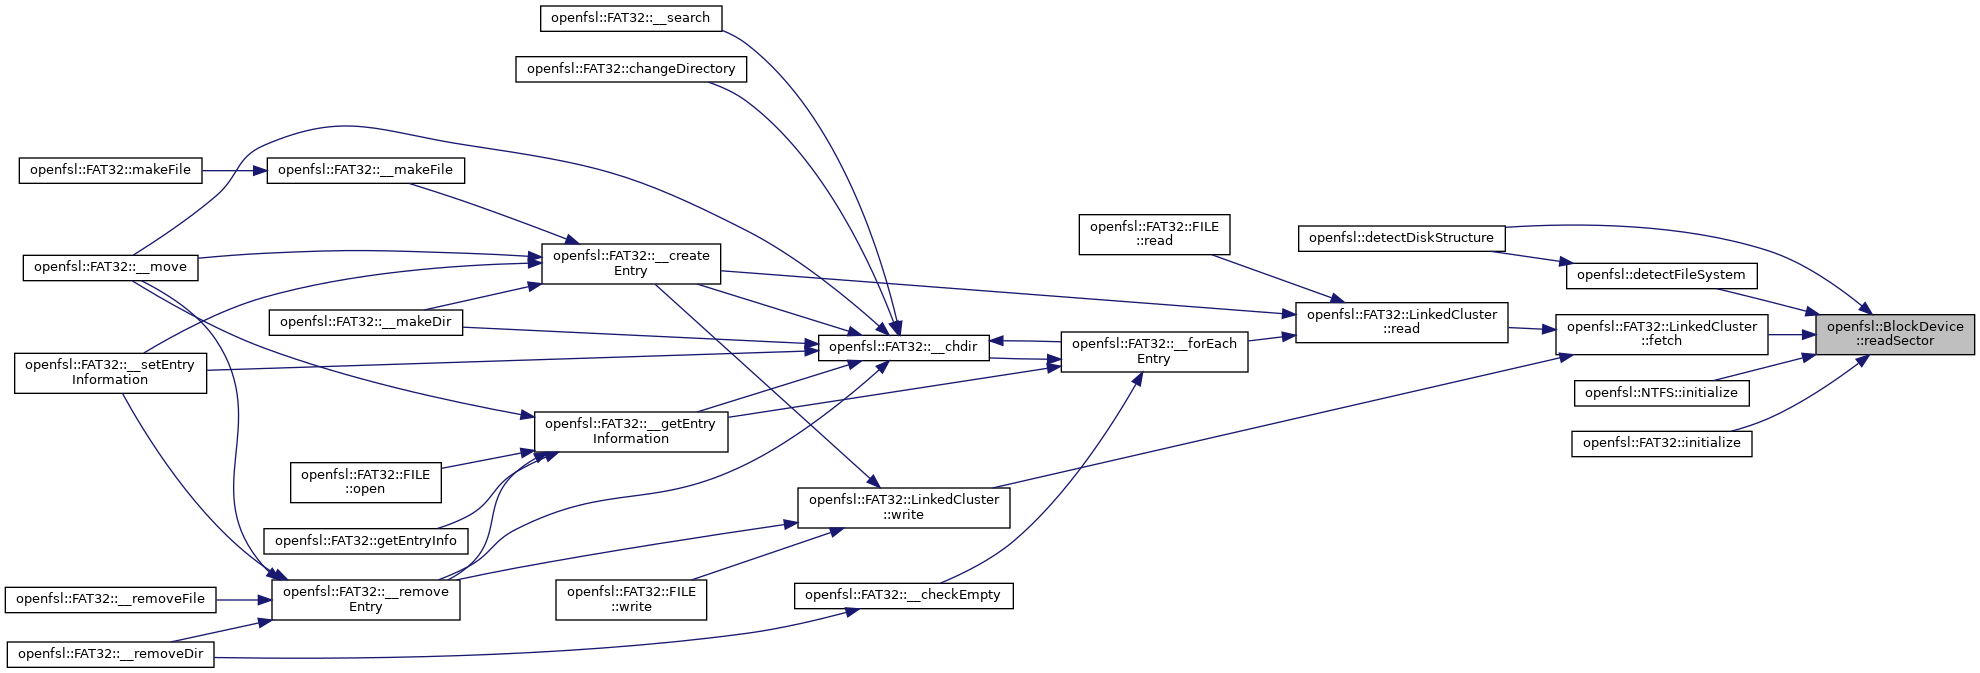 openfsl::FAT32::__search
openfsl::FAT32::changeDirectory
openfsl::FAT32::makeFile
openfsl::FAT32::__makeFile
openfsl::FAT32::__move
openfsl::FAT32::__create
Entry
openfsl::FAT32::FILE
::read
openfsl::detectDiskStructure
openfsl::detectFileSystem
openfsl::FAT32::__makeDir
openfsl::FAT32::LinkedCluster
::read
openfsl::FAT32::LinkedCluster
::fetch
openfsl::BlockDevice
::readSector
openfsl::FAT32::__chdir
openfsl::FAT32::__forEach
Entry
openfsl::FAT32::__setEntry
Information
openfsl::NTFS::initialize
openfsl::FAT32::__getEntry
Information
openfsl::FAT32::initialize
openfsl::FAT32::FILE
::open
openfsl::FAT32::LinkedCluster
::write
openfsl::FAT32::getEntryInfo
openfsl::FAT32::__removeFile
openfsl::FAT32::__remove
Entry
openfsl::FAT32::FILE
::write
openfsl::FAT32::__checkEmpty
openfsl::FAT32::__removeDir